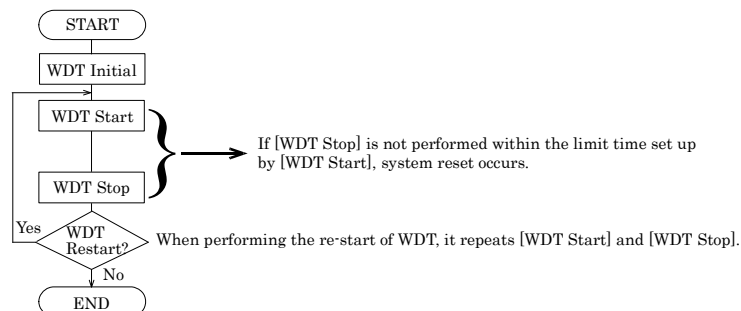 START
WDT Initial
WDT Start
If [WDT Stop] is not performed within the limit time set up
by [WDT Start], system reset occurs.
WDT Stop
Yes
WDT
Restart?
When performing the re-start of WDT, it repeats [WDT Start] and [WDT Stop].
No
END